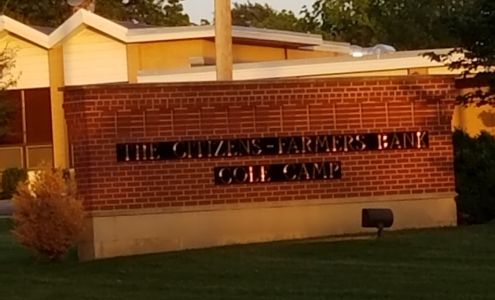 THE CITIZENS-FARMERS BANK
COLE CAMP